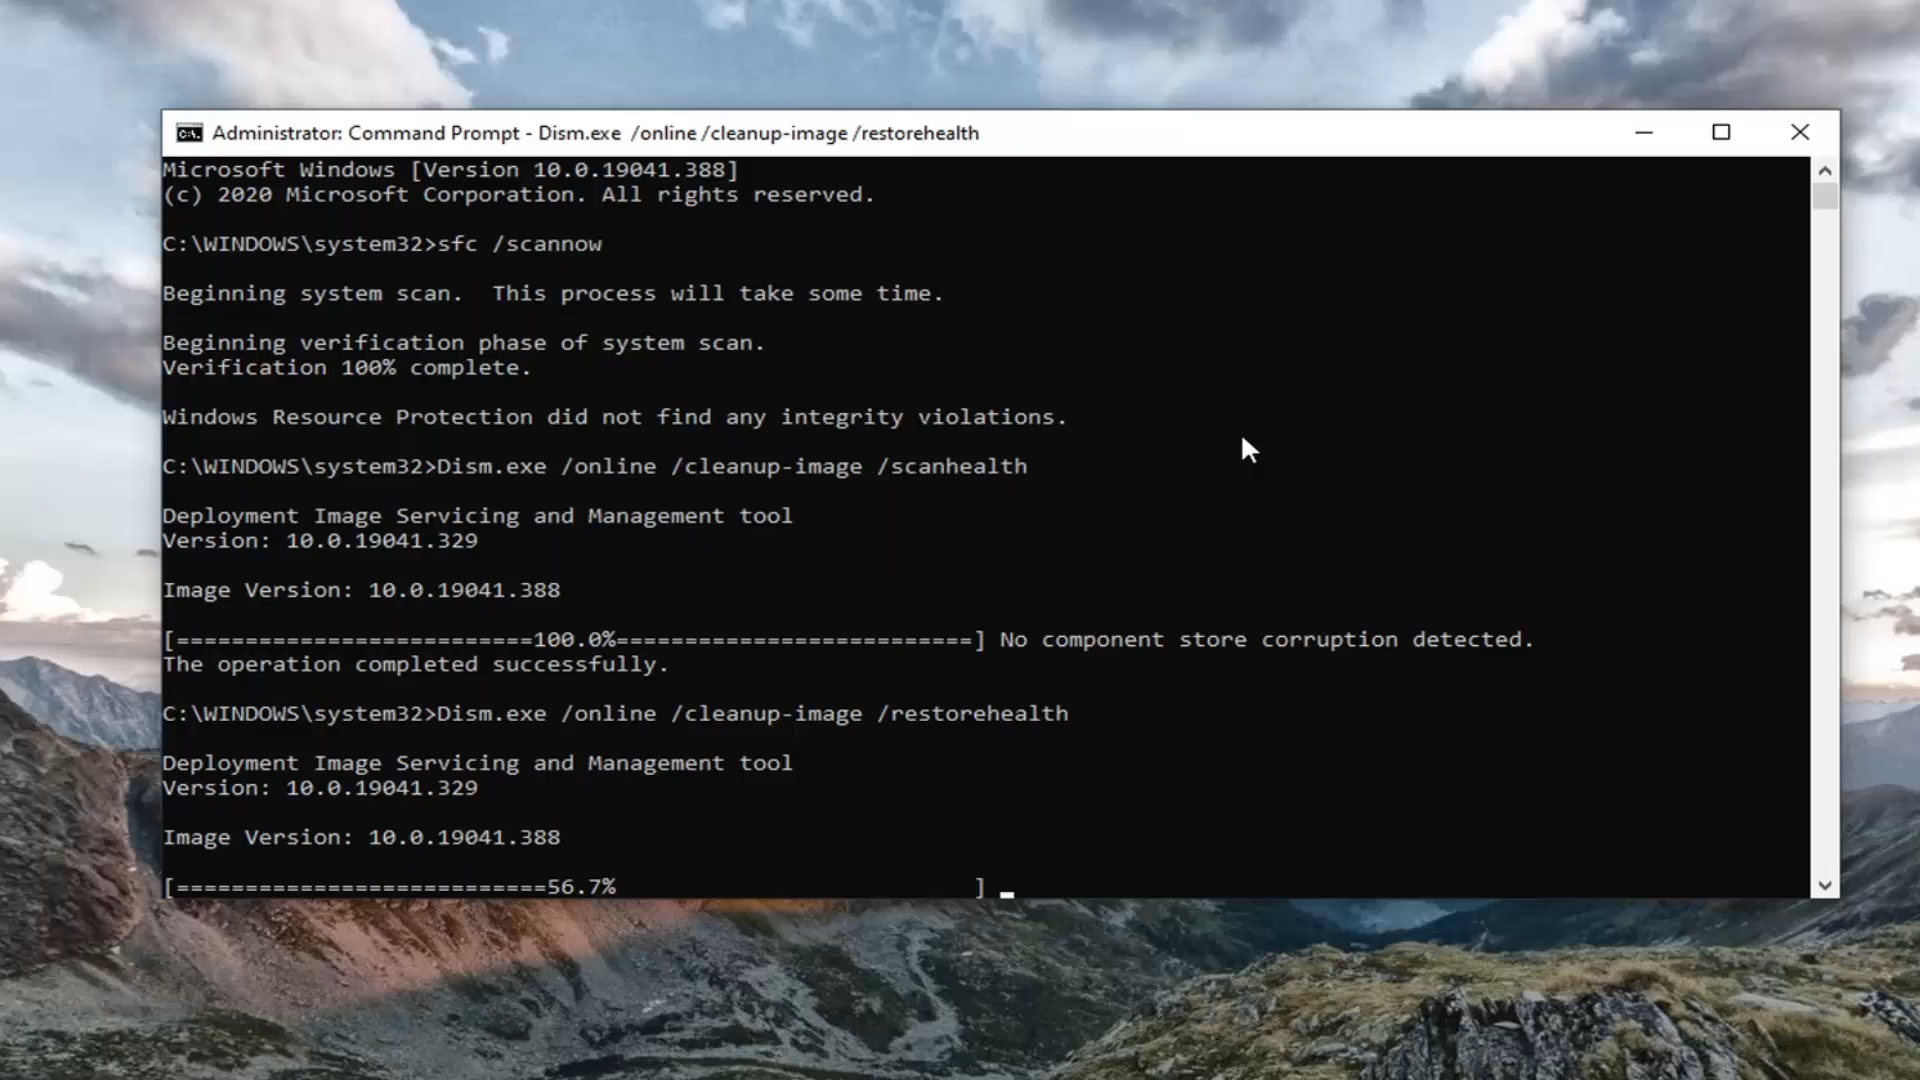 Administrator: Command Prompt - Dism.exe  /online /cleanup-image /restorehealth
Microsoft Windows [Version 10.0.19041.388]
(c) 2020 Microsoft Corporation. All rights reserved.
C:\WINDOWS\system32>sfc /scannow
Beginning system scan.  This process will take some time.
Beginning verification phase of system scan.
Verification 100% complete.
Windows Resource Protection did not find any integrity violations.
C:\WINDOWS\system32>Dism.exe /online /cleanup-image /scanhealth
Deployment Image Servicing and Management tool
Version: 10.0.19041.329
Image Version: 10.0.19041.388
[==========================100.0%==========================] No component store corruption detected.
The operation completed successfully.
C:\WINDOWS\system32>Dism.exe /online /cleanup-image /restorehealth
Deployment Image Servicing and Management tool
Version: 10.0.19041.329
Image Version: 10.0.19041.388
[===========================56.7%                          ]